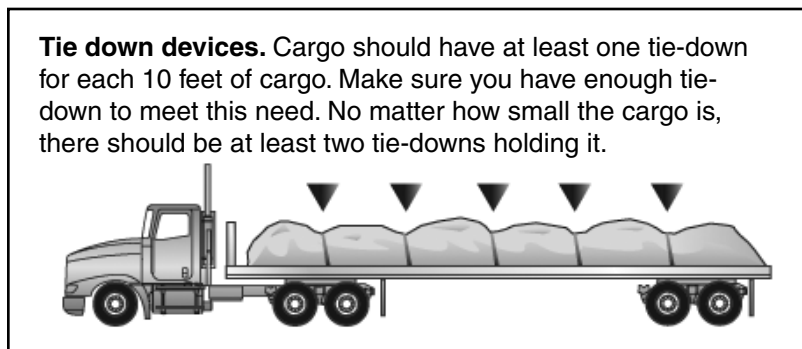 Tie down devices. Cargo should have at least one tie-down
for each 10 feet of cargo. Make sure you have enough tie-
down to meet this need. No matter how small the cargo is,
there should be at least two tie-downs holding it.